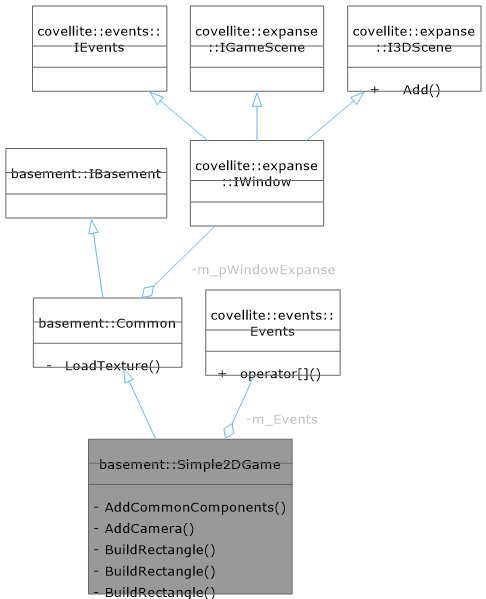 covellite::events::
IEvents
covellite::expanse
::IGameScene
covellite::expanse
::I3DScene
+ Add()
basement::IBasement
covellite::expanse
::IWindow
-m_pWindowExpanse
basement::Common
- LoadTexture()
covellite::events::
Events
+ operator[]()
-m_Events
basement::Simple2DGame
- AddCommonComponents()
- AddCamera()
- BuildRectangle()
- BuildRectangle()
- BuildRectangle()